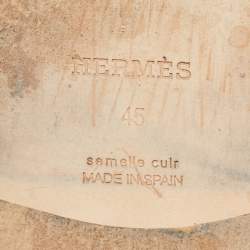 HERMÈS
45
semelle cuir
MADE IN SPAIN